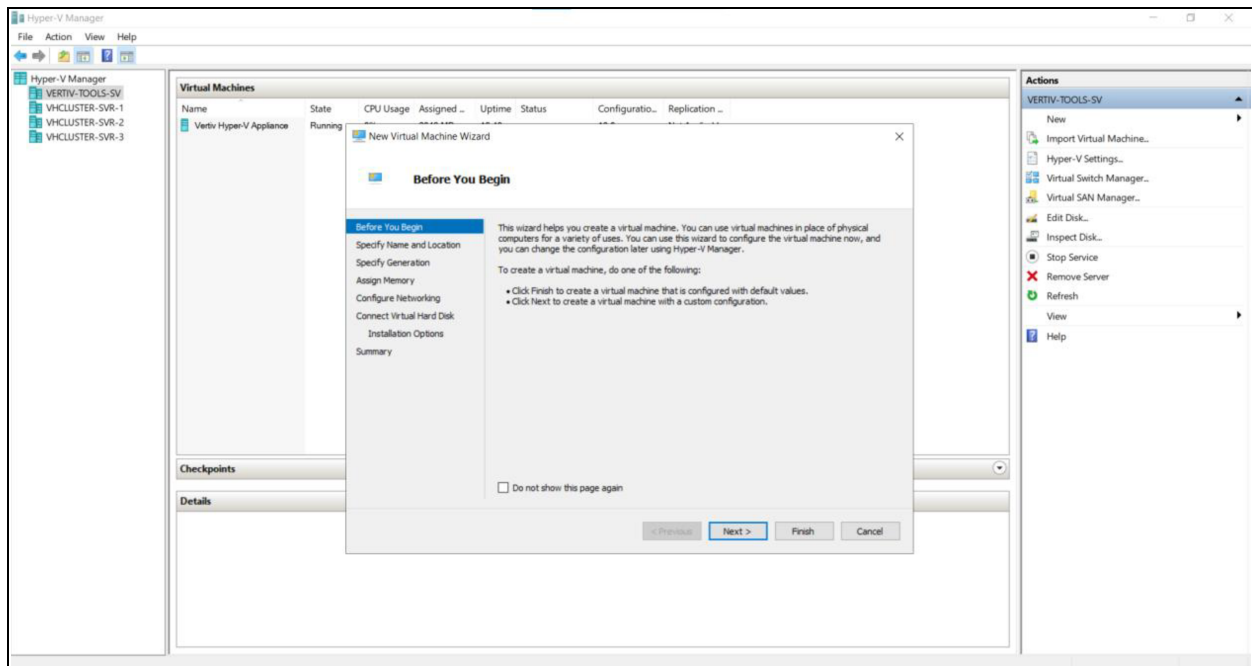 Hyper-V Manager
File Action View Help
Hyper-V Manager
VERTIV-TOOLS-SV
VHCLUSTER-SVR-1
VHCLUSTER-SVR-2
VHCLUSTER-SVR-3
Virtual Machines
Name State CPU Usage Assigned ... Uptime Status Configuratio... Replication ...
Vertiv Hyper-V Appliance Running
New Virtual Machine Wizard
Before You Begin
Before You Begin
Specify Name and Location
Specify Generation
Assign Memory
Configure Networking
Connect Virtual Hard Disk
Installation Options
Summary
This wizard helps you create a virtual machine. You can use virtual machines in place of physical
computers for a variety of uses. You can use this wizard to configure the virtual machine now, and
you can change the configuration later using Hyper-V Manager.
To create a virtual machine, do one of the following:
• Click Finish to create a virtual machine that is configured with default values.
• Click Next to create a virtual machine with a custom configuration.
Do not show this page again
< Previous Next > Finish Cancel
Checkpoints
Details
Actions
VERTIV-TOOLS-SV
New
Import Virtual Machine...
Hyper-V Settings...
Virtual Switch Manager...
Virtual SAN Manager...
Edit Disk...
Inspect Disk...
Stop Service
Remove Server
Refresh
View
Help